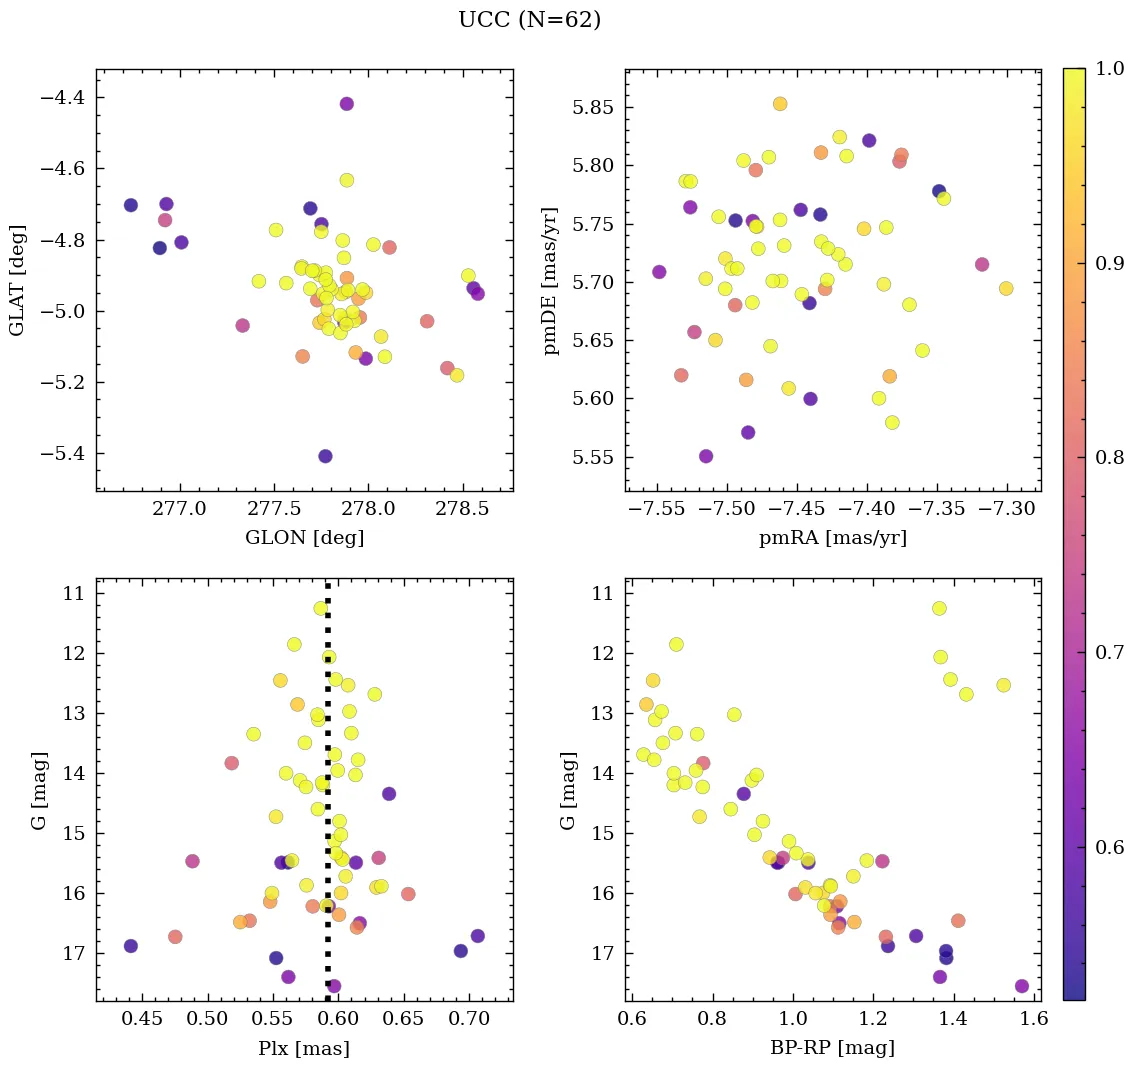 UCC (N=62)
−4.4
−4.6
−4.8
−5.0
−5.2
−5.4
GLAT [deg]
277.0 277.5 278.0 278.5
GLON [deg]
5.85
5.80
5.75
5.70
5.65
5.60
5.55
pmDE [mas/yr]
−7.55 −7.50 −7.45 −7.40 −7.35 −7.30
pmRA [mas/yr]
1.0
0.9
0.8
0.7
0.6
11
12
13
14
15
16
17
G [mag]
0.45 0.50 0.55 0.60 0.65 0.70
Plx [mas]
11
12
13
14
15
16
17
G [mag]
0.6 0.8 1.0 1.2 1.4 1.6
BP-RP [mag]